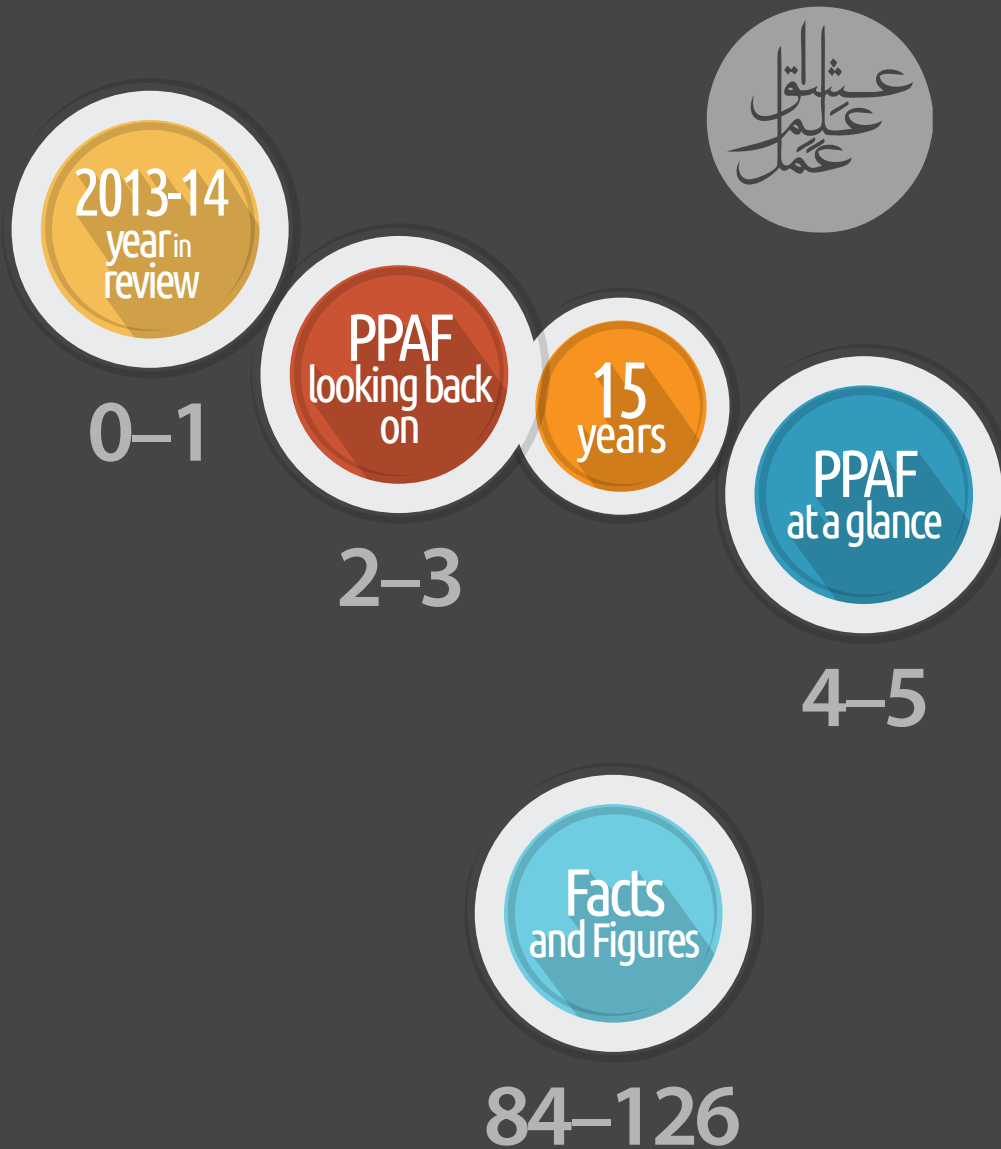 عشق
علم
عمل
2013-14
year in
review
0–1
PPAF
looking back
on
15
years
2–3
PPAF
at a glance
4–5
Facts
and Figures
84–126